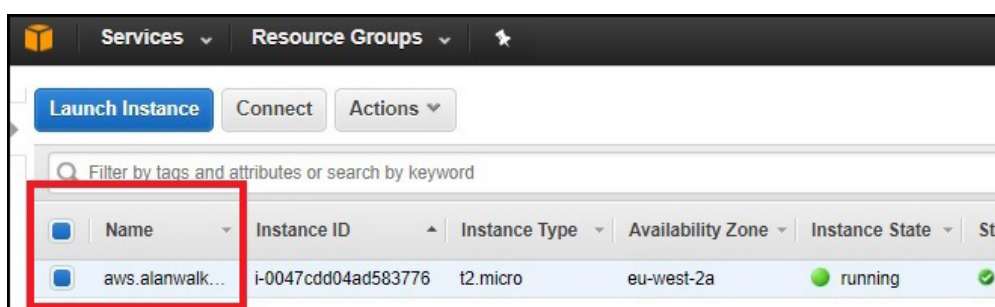 Services Resource Groups
Launch Instance Connect Actions
Filter by tags and attributes or search by keyword
Name Instance ID Instance Type Availability Zone Instance State St
aws.alanwalk... i-0047cdd04ad583776 t2.micro eu-west-2a running